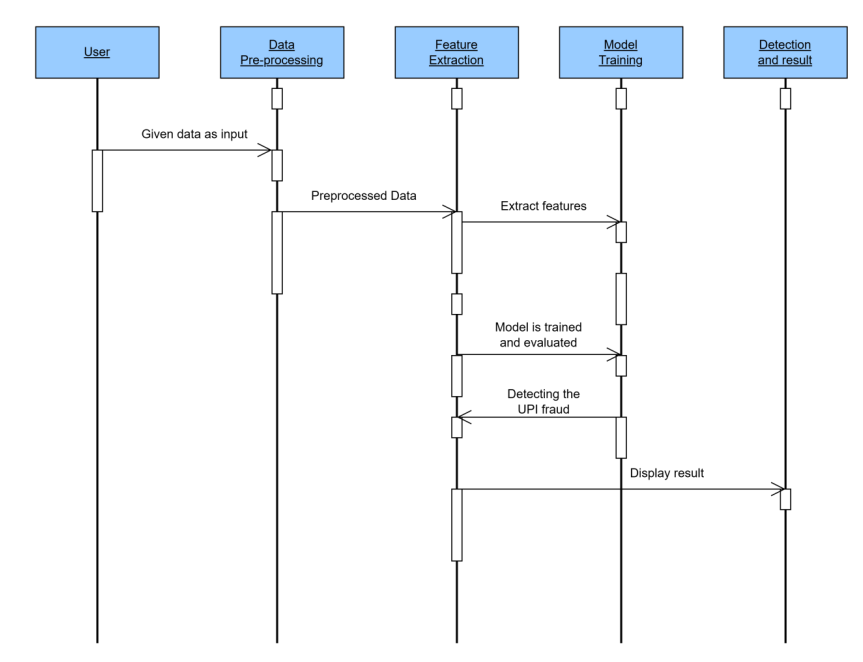 User
Data
Pre-processing
Feature
Extraction
Model
Training
Detection
and result
Given data as input
Preprocessed Data
Extract features
Model is trained
and evaluated
Detecting the
UPI fraud
Display result